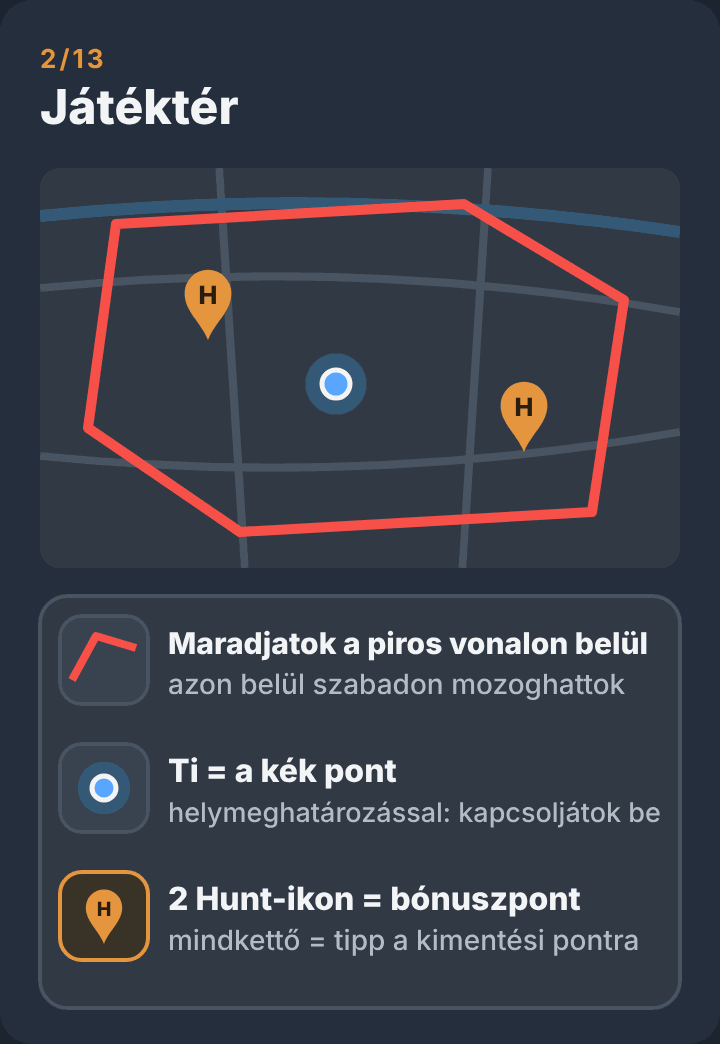 2/13
Játéktér
H
H
Maradjatok a piros vonalon belül
azon belül szabadon mozoghattok
Ti = a kék pont
helymeghatározással: kapcsoljátok be
H
2 Hunt-ikon = bónuszpont
mindkettő = tipp a kimentési pontra